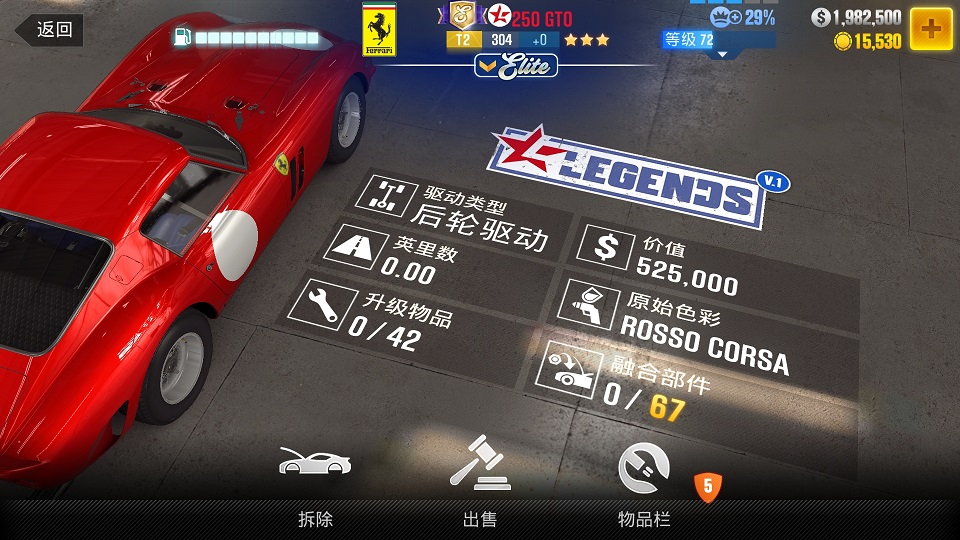 返回
Ferrari
250 GTO
T2 304 +0
Elite
29%
等级 72
1,982,500
15,530
LEGENDS
V.1
驱动类型
后轮驱动
英里数
0.00
升级物品
0/42
价值
525,000
原始色彩
ROSSO CORSA
融合部件
0/67
拆除
出售
物品栏
5